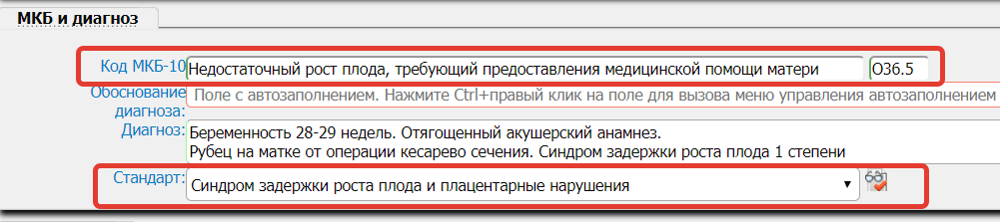 МКБ и диагноз
Код МКБ-10 Недостаточный рост плода, требующий предоставления медицинской помощи матери O36.5
Обоснование диагноза: Поле с автозаполнением. Нажмите Ctrl+правый клик на поле для вызова меню управления автозаполнением
Диагноз: Беременность 28-29 недель. Отягощенный акушерский анамнез.
Рубец на матке от операции кесарево сечения. Синдром задержки роста плода 1 степени
Стандарт: Синдром задержки роста плода и плацентарные нарушения